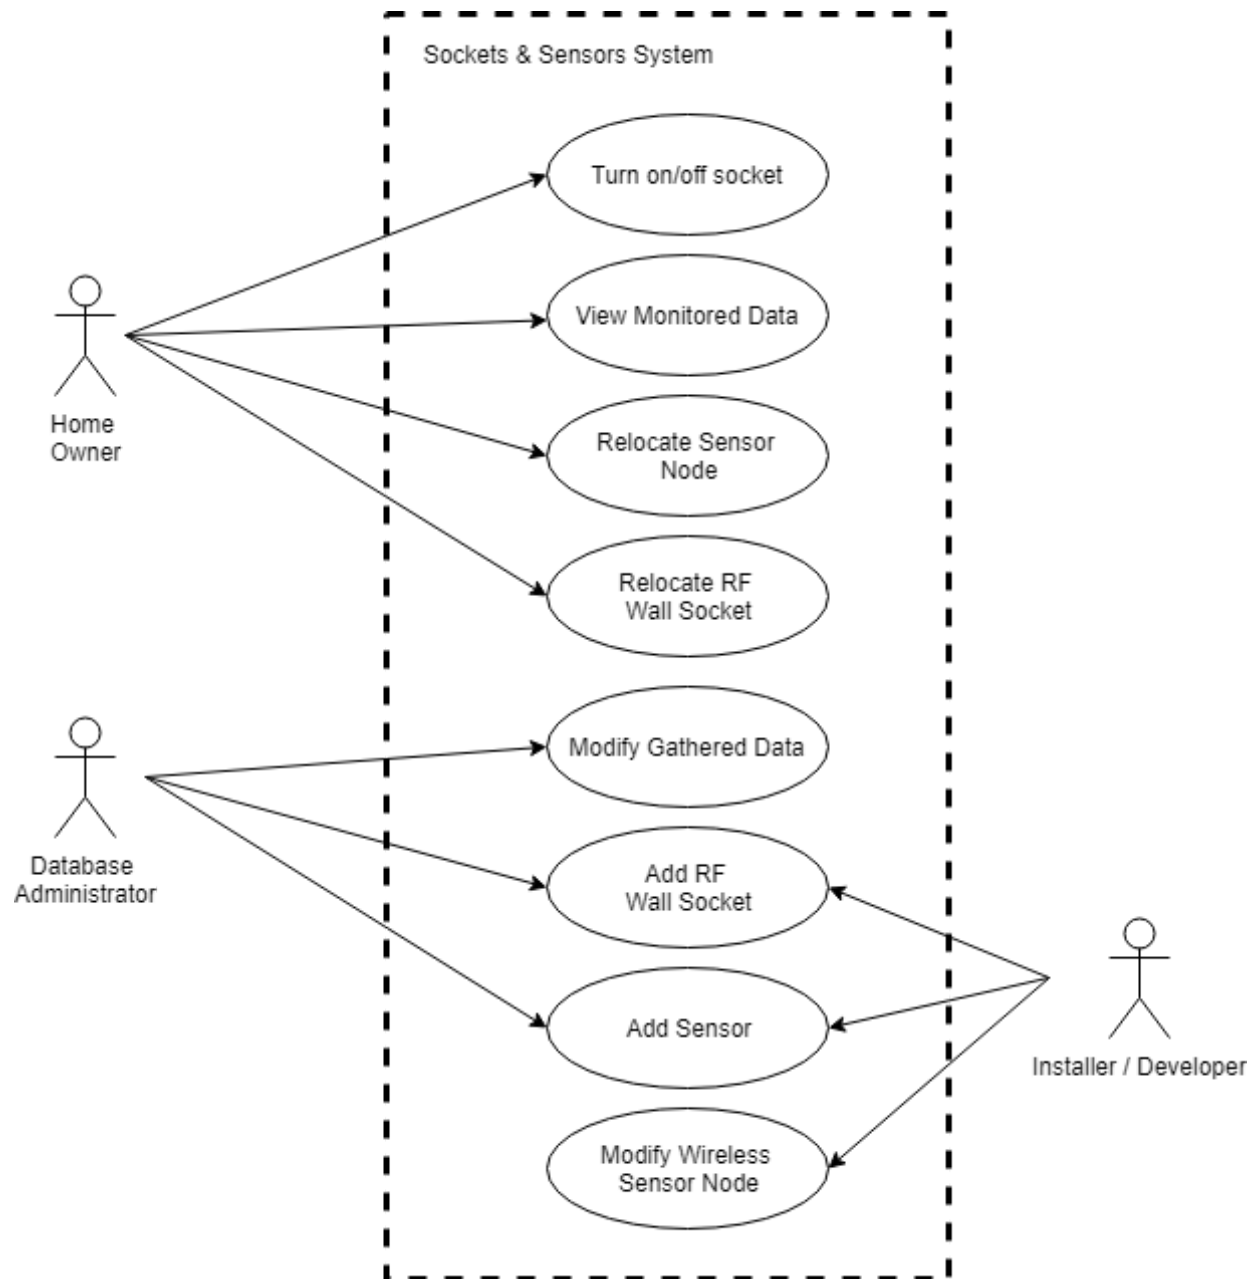 Sockets & Sensors System
Turn on/off socket
View Monitored Data
Home
Owner
Relocate Sensor
Node
Relocate RF
Wall Socket
Modify Gathered Data
Database
Administrator
Add RF
Wall Socket
Add Sensor
Installer / Developer
Modify Wireless
Sensor Node